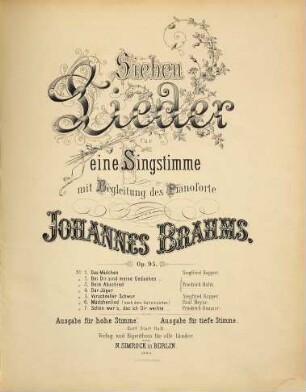 Sieben
Lieder
für
eine Singstimme
mit Begleitung des Pianoforte
JOHANNES BRAHMS.
Op. 95.
Nº 1. Das Mädchen Siegfried Kapper.
2. Bei dir sind meine Gedanken
3. Beim Abschied Friedrich Halm.
4. Der Jäger
5. Vorschneller Schwur Siegfried Kapper.
6. Mädchenlied (nach dem Italienischen) Paul Heyse.
7. Schön war's, das ich dir weihte Friedrich Daumer.
Ausgabe für hohe Stimme. Ausgabe für tiefe Stimme.
Verlag und Eigenthum für alle Länder
N. SIMROCK in BERLIN.